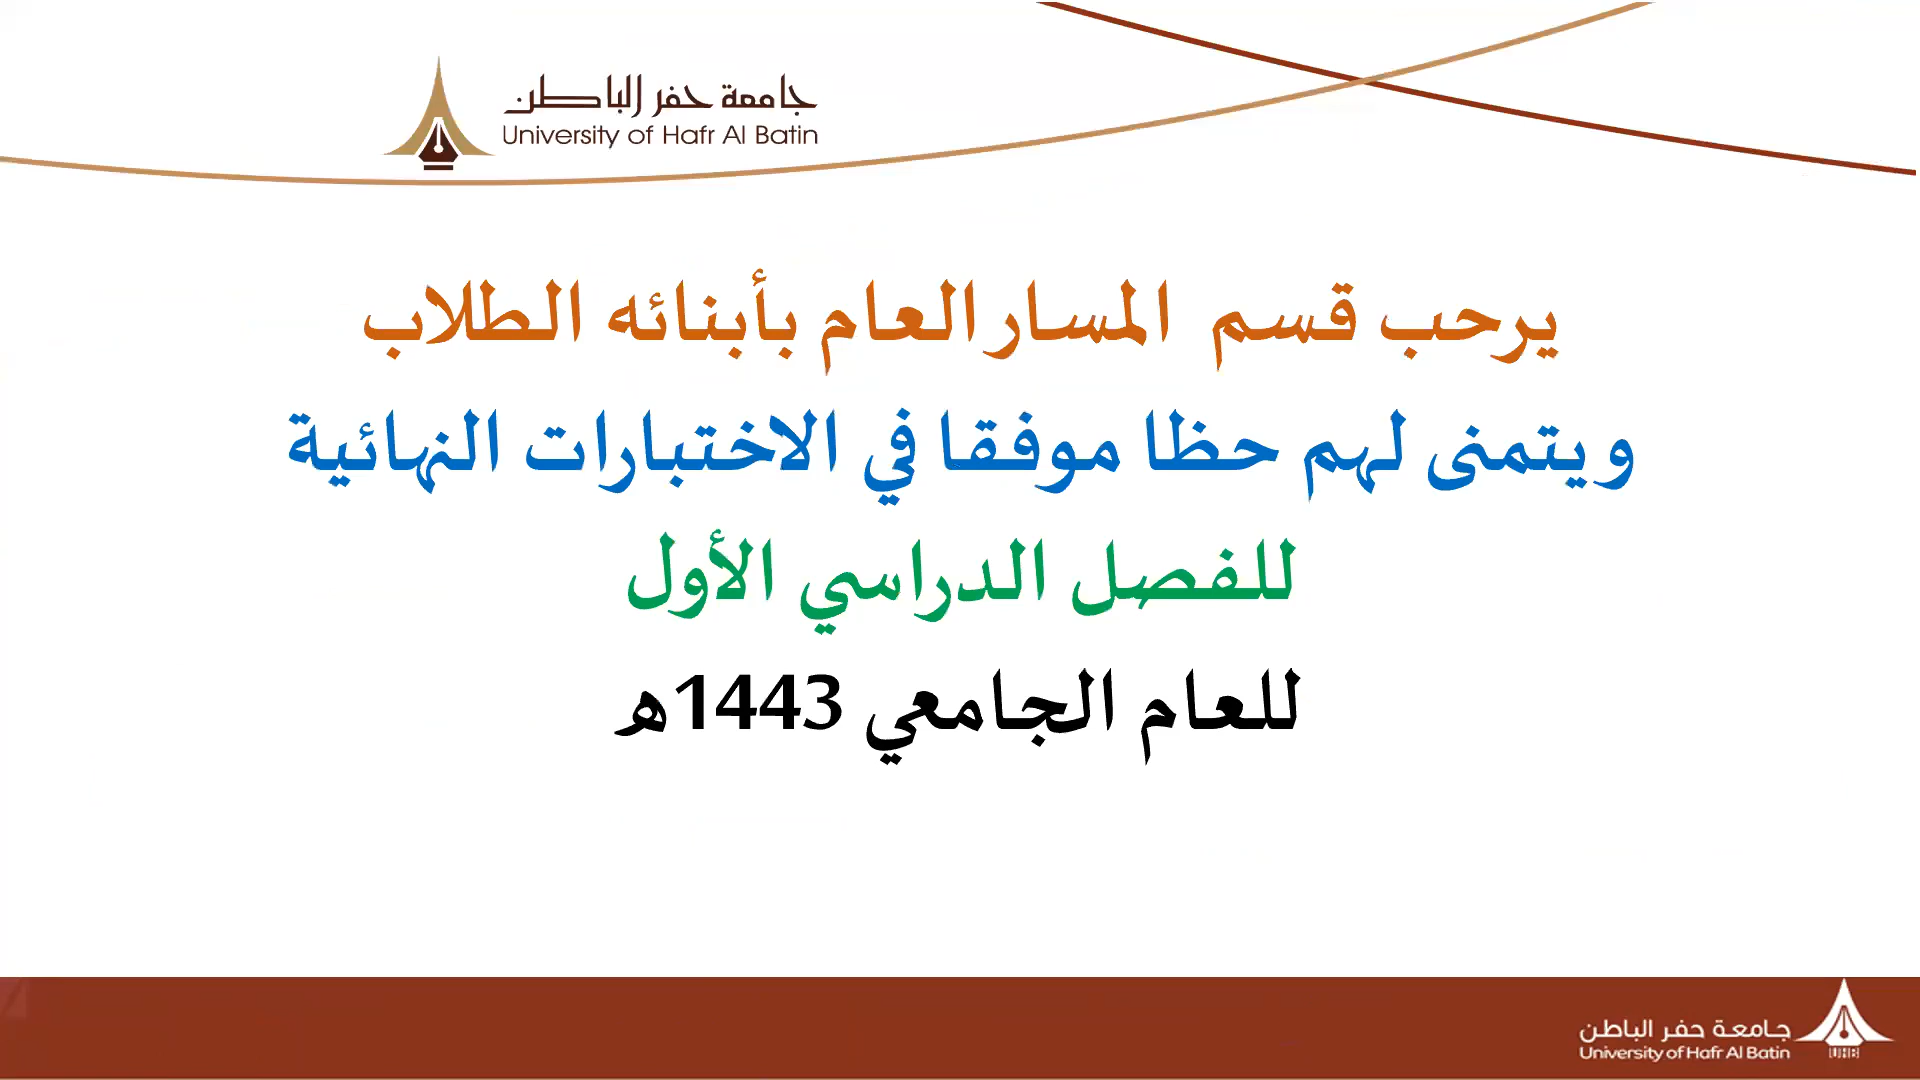 جامعة حفر الباطن
University of Hafr Al Batin
يرحب قسم المسار العام بأبنائه الطلاب
ويتمنى لهم حظا موفقا في الاختبارات النهائية
للفصل الدراسي الأول
للعام الجامعي 1443ه
جامعة حفر الباطن
University of Hafr Al Batin